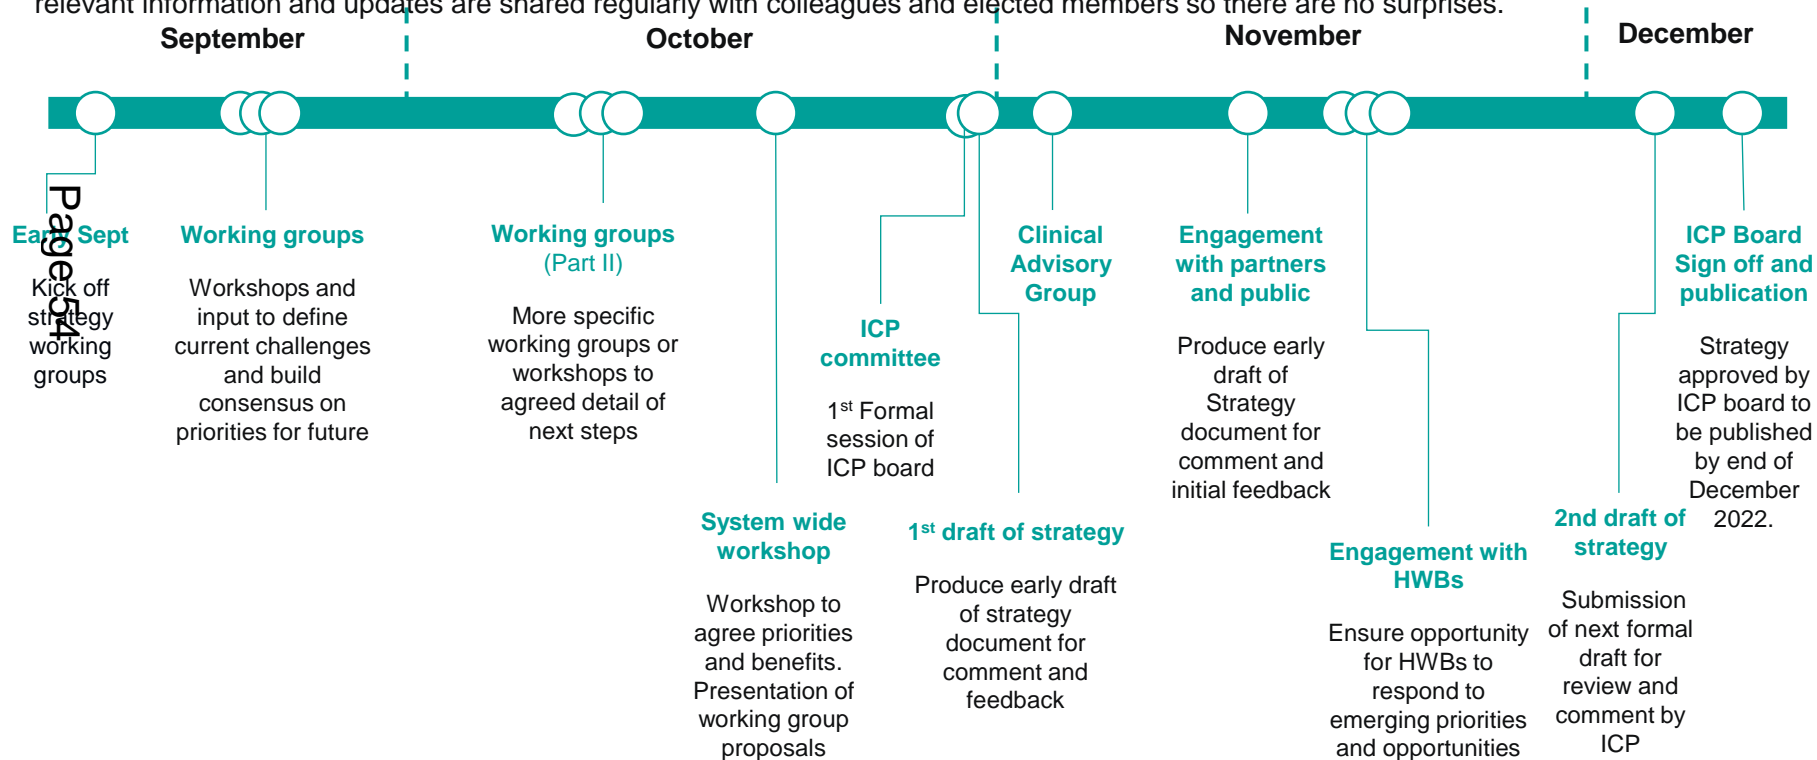 relevant information and updates are shared regularly with colleagues and elected members so there are no surprises.
September
October
November
December
Page 54
Early Sept
Kick off
strategy
working
groups
Working groups
Workshops and
input to define
current challenges
and build
consensus on
priorities for future
Working groups
(Part II)
More specific
working groups or
workshops to
agreed detail of
next steps
System wide
workshop
Workshop to
agree priorities
and benefits.
Presentation of
working group
proposals
ICP
committee
1st Formal
session of
ICP board
1st draft of strategy
Produce early draft
of strategy
document for
comment and
feedback
Clinical
Advisory
Group
Engagement
with partners
and public
Produce early
draft of
Strategy
document for
comment and
initial feedback
Engagement with
HWBs
Ensure opportunity
for HWBs to
respond to
emerging priorities
and opportunities
2nd draft of
strategy
Submission
of next formal
draft for
review and
comment by
ICP
ICP Board
Sign off and
publication
Strategy
approved by
ICP board to
be published
by end of
December
2022.